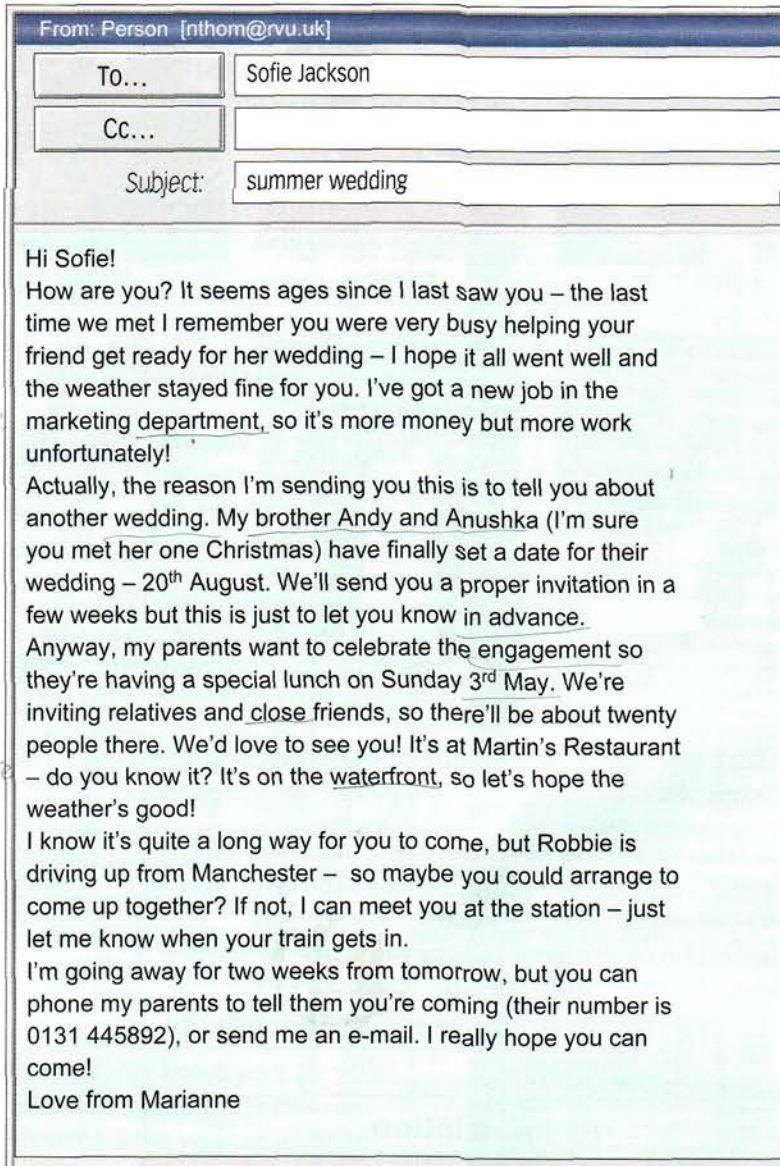 From: Person [nthom@rvu.uk]
To...
Sofie Jackson
Cc...
Subject:
summer wedding
Hi Sofie!
How are you? It seems ages since I last saw you – the last
time we met I remember you were very busy helping your
friend get ready for her wedding – I hope it all went well and
the weather stayed fine for you. I've got a new job in the
marketing department, so it's more money but more work
unfortunately!
Actually, the reason I'm sending you this is to tell you about
another wedding. My brother Andy and Anushka (I'm sure
you met her one Christmas) have finally set a date for their
wedding – 20th August. We'll send you a proper invitation in a
few weeks but this is just to let you know in advance.
Anyway, my parents want to celebrate the engagement so
they're having a special lunch on Sunday 3rd May. We're
inviting relatives and close friends, so there'll be about twenty
people there. We'd love to see you! It's at Martin's Restaurant
– do you know it? It's on the waterfront, so let's hope the
weather's good!
I know it's quite a long way for you to come, but Robbie is
driving up from Manchester – so maybe you could arrange to
come up together? If not, I can meet you at the station – just
let me know when your train gets in.
I'm going away for two weeks from tomorrow, but you can
phone my parents to tell them you're coming (their number is
0131 445892), or send me an e-mail. I really hope you can
come!
Love from Marianne